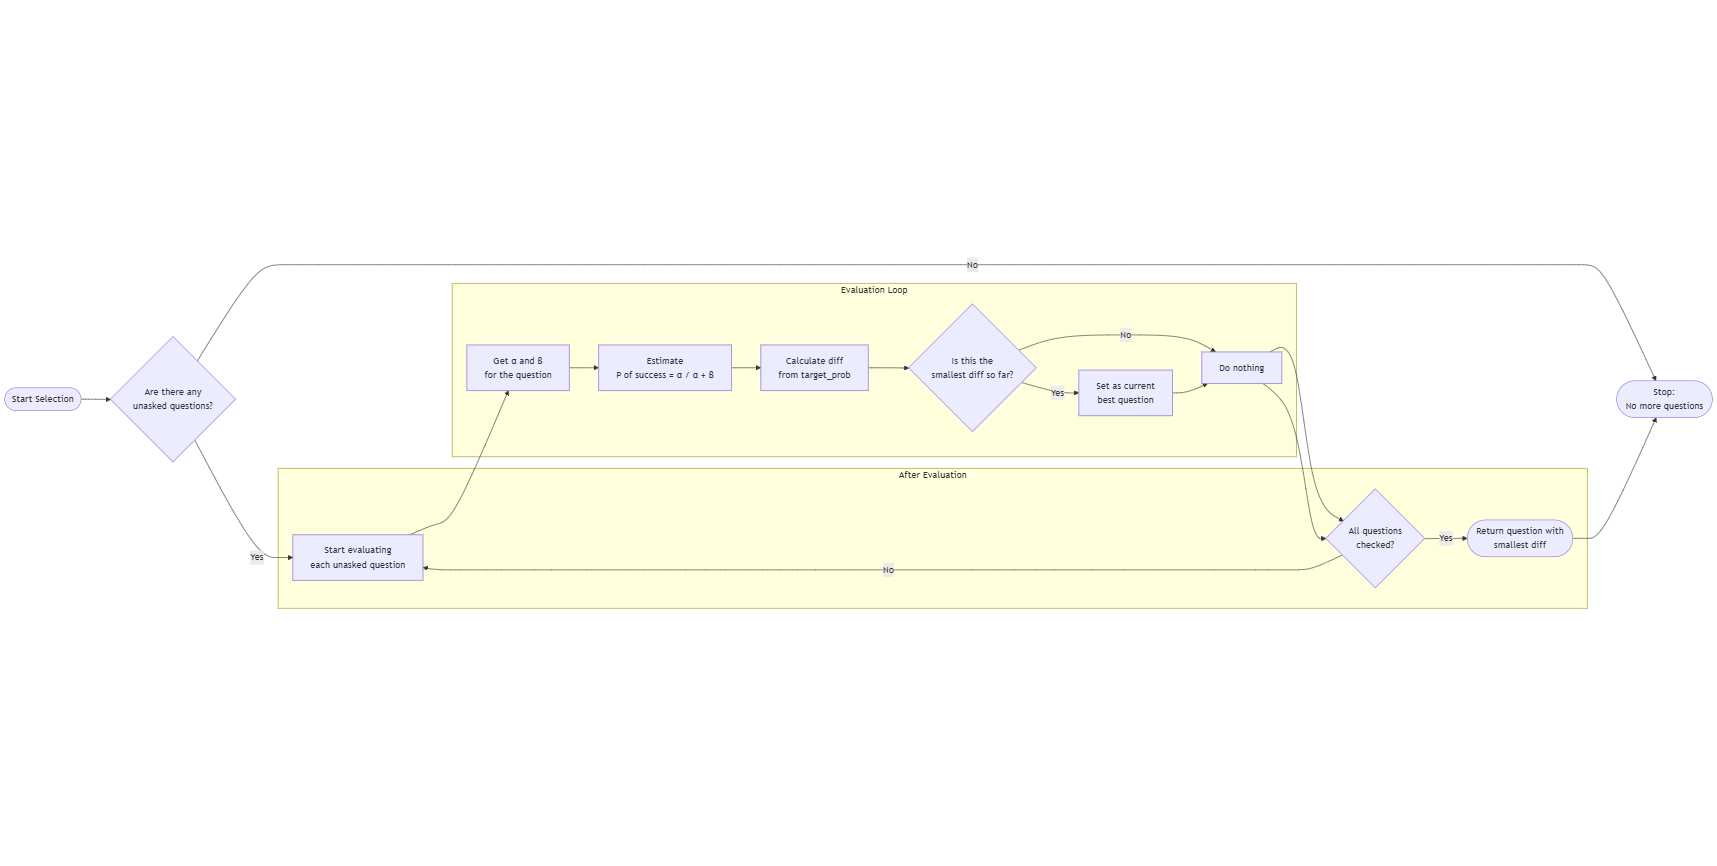 No
Evaluation Loop
Start Selection
Are there any
unasked questions?
Get α and ß
for the question
Estimate
P of success = α / α + ß
Calculate diff
from target_prob
Is this the
smallest diff so far?
No
Yes
Set as current
best question
Do nothing
Stop:
No more questions
After Evaluation
Yes
Start evaluating
each unasked question
No
All questions
checked?
Yes
Return question with
smallest diff